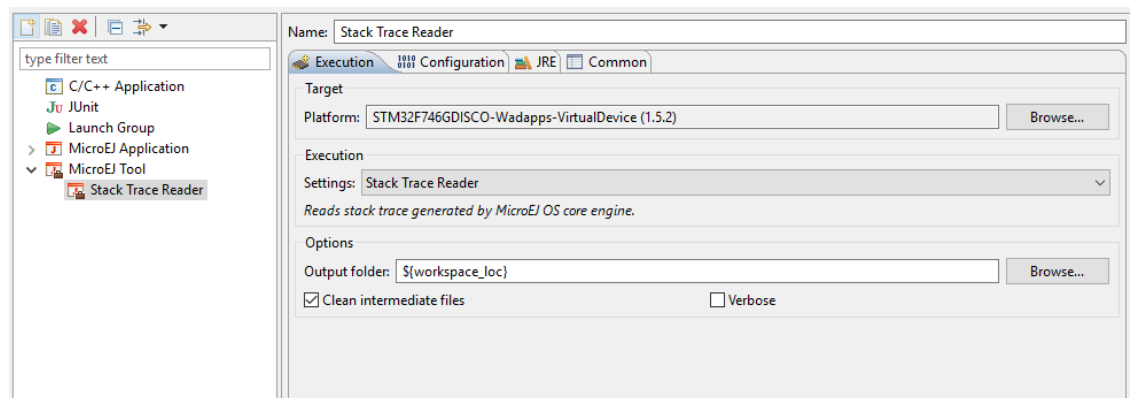 type filter text
C/C++ Application
JUnit
Launch Group
MicroEJ Application
MicroEJ Tool
Stack Trace Reader
Name: Stack Trace Reader
Execution Configuration JRE Common
Target
Platform: STM32F746GDISCO-Wadapps-VirtualDevice (1.5.2) Browse...
Execution
Settings: Stack Trace Reader
Reads stack trace generated by MicroEJ OS core engine.
Options
Output folder: ${workspace_loc} Browse...
Clean intermediate files Verbose